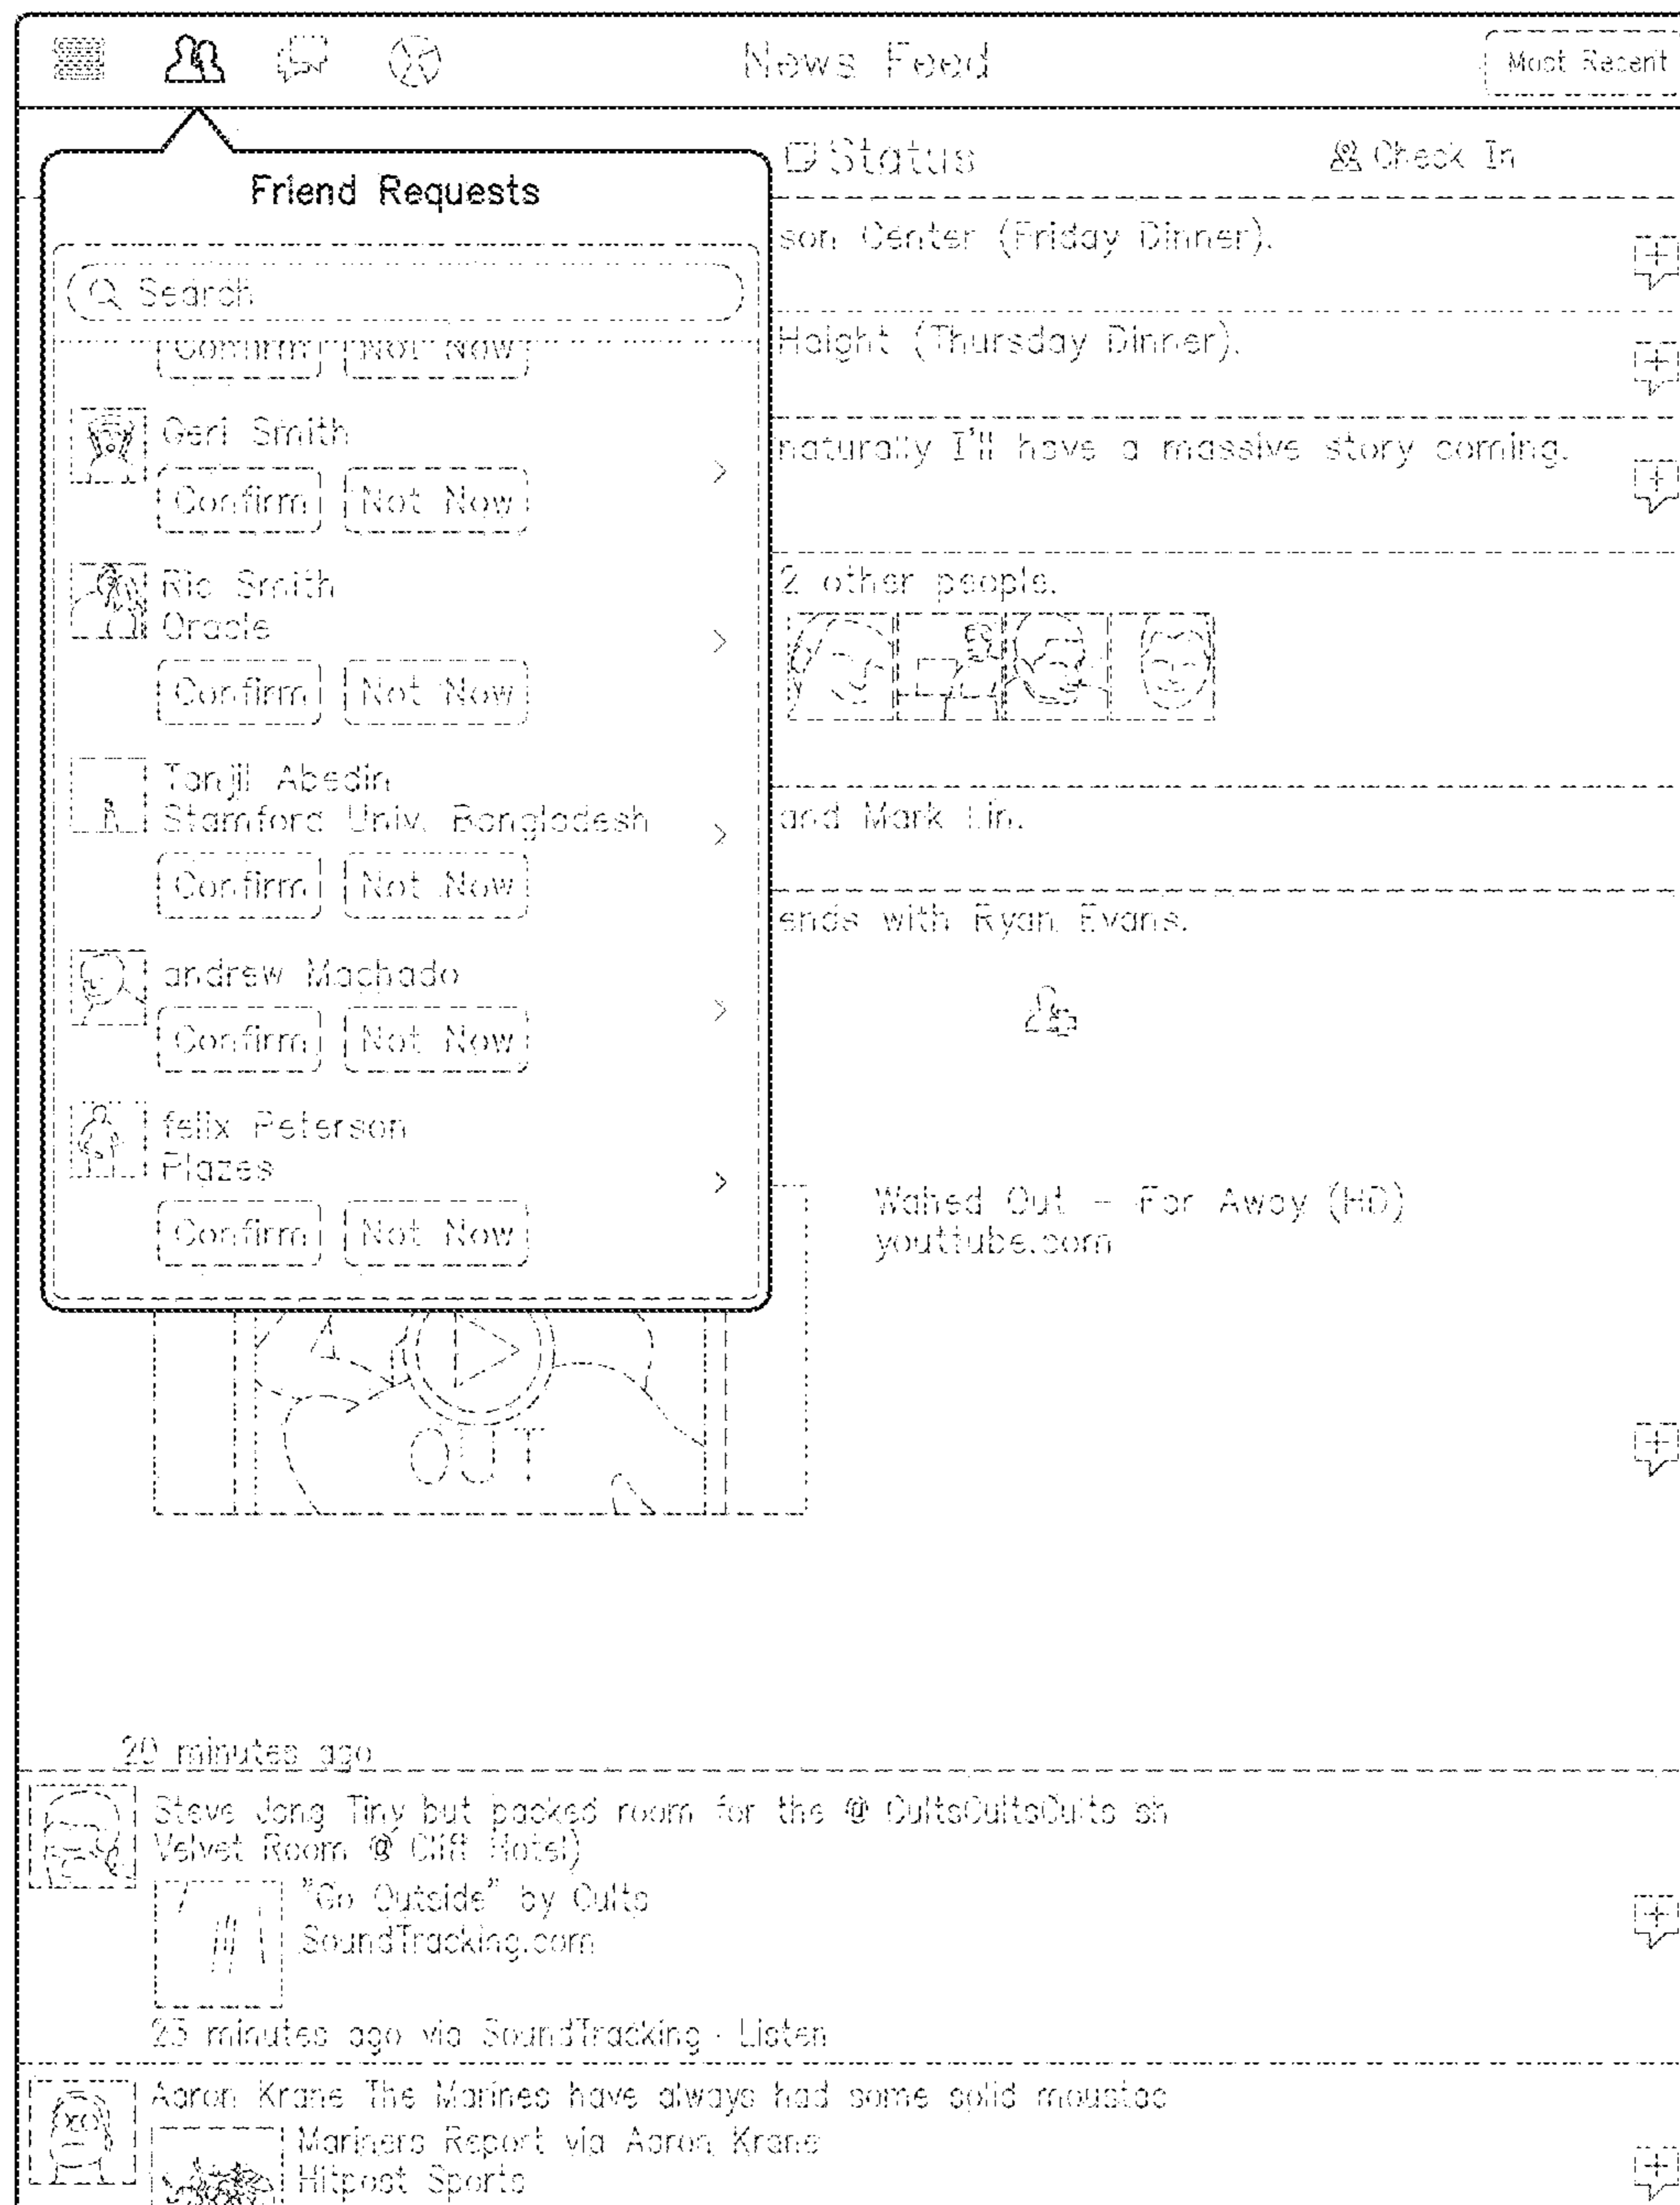 News Feed
Most Recent
Status
Check In
Friend Requests
Search
Confirm Not Now
Geri Smith
Confirm Not Now
Ric Smith
Oracle
Confirm Not Now
Tanjil Abedin
Stamford Univ. Bangladesh
Confirm Not Now
andrew Machado
Confirm Not Now
felix Peterson
Plazes
Confirm Not Now
son Center (Friday Dinner).
Haight (Thursday Dinner).
naturally I'll have a massive story coming.
2 other people.
and Mark Lin.
ends with Ryan Evans.
Wahed Out - Far Away (HD)
youttube.com
OUT
20 minutes ago
Steve Jang Tiny but packed room for the @ CultsCultsCults sh
Velvet Room @ Cliff Hotel)
"Go Outside" by Cults
SoundTracking.com
23 minutes ago via SoundTracking · Listen
Aaron Krane The Marines have always had some solid moustac
Mariners Report via Aaron Krane
Hitpost Sports